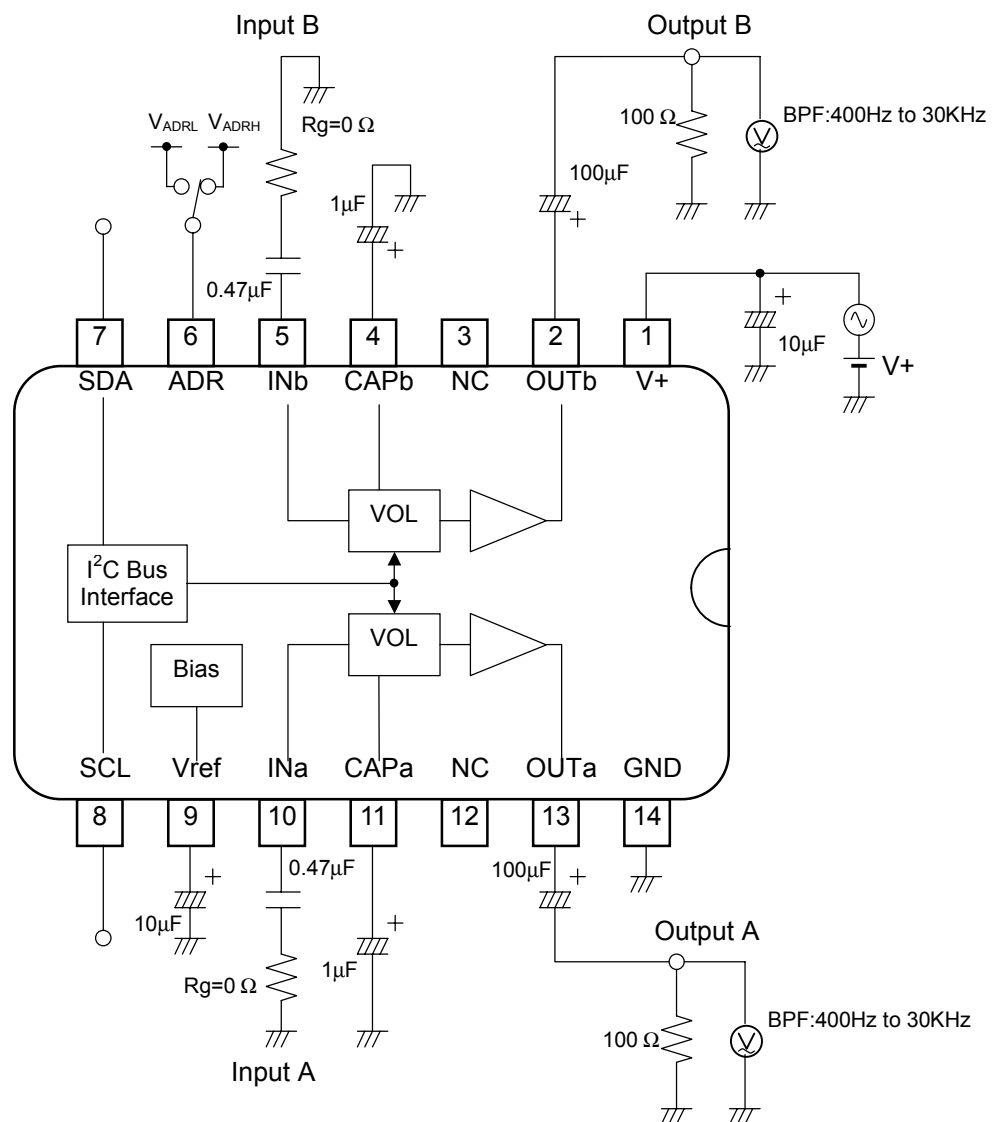 Input B
Output B
V_ADRL V_ADRH
Rg=0 Ω
100 Ω
BPF:400Hz to 30KHz
V
1µF
+
100µF
+
0.47µF
+
10µF
V+
7
6
5
4
3
2
1
SDA
ADR
INb
CAPb
NC
OUTb
V+
VOL
I²C Bus
Interface
VOL
Bias
SCL
Vref
INa
CAPa
NC
OUTa
GND
8
9
10
11
12
13
14
+
10µF
0.47µF
Rg=0 Ω
+
1µF
100µF
+
Input A
Output A
100 Ω
BPF:400Hz to 30KHz
V